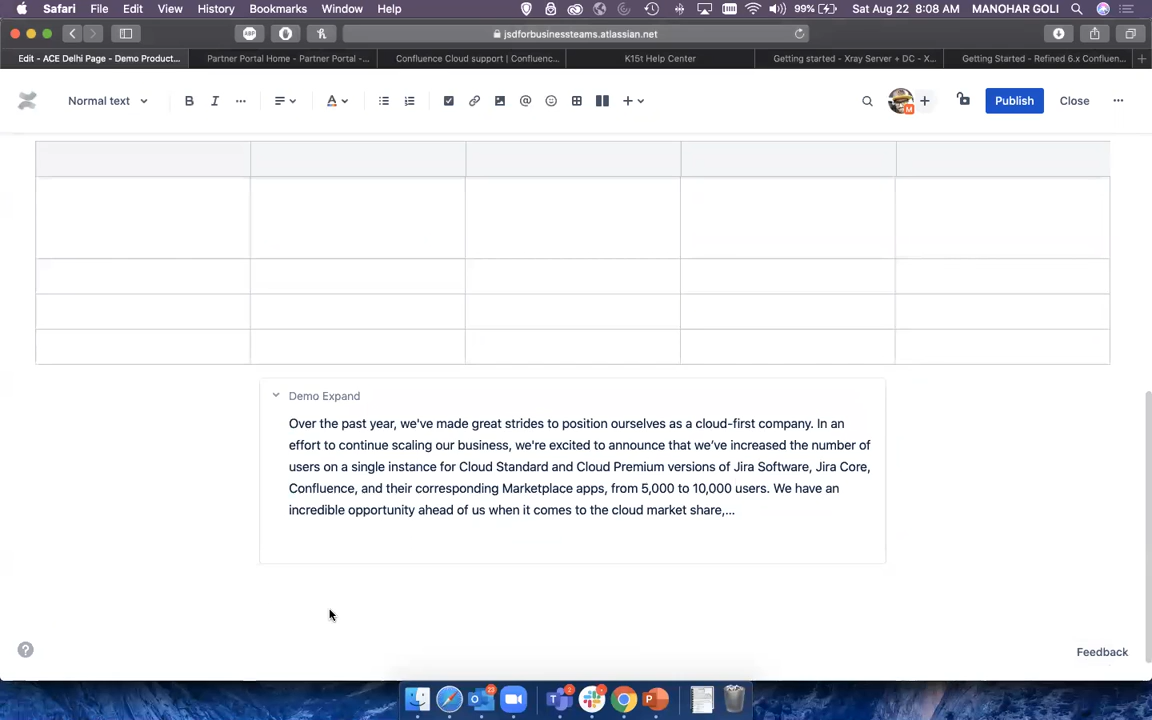 Safari File Edit View History Bookmarks Window Help 99% Sat Aug 22 8:08 AM MANOHAR GOLI
jsdforbusinessteams.atlassian.net
Edit - ACE Delhi Page - Demo Product... Partner Portal Home - Partner Portal -... Confluence Cloud support | Confluenc... K15t Help Center Getting started - Xray Server + DC - X... Getting Started - Refined 6.x Confluen...
Normal text B I A @ M Publish Close
Demo Expand
Over the past year, we've made great strides to position ourselves as a cloud-first company. In an
effort to continue scaling our business, we're excited to announce that we've increased the number of
users on a single instance for Cloud Standard and Cloud Premium versions of Jira Software, Jira Core,
Confluence, and their corresponding Marketplace apps, from 5,000 to 10,000 users. We have an
incredible opportunity ahead of us when it comes to the cloud market share,...
Feedback